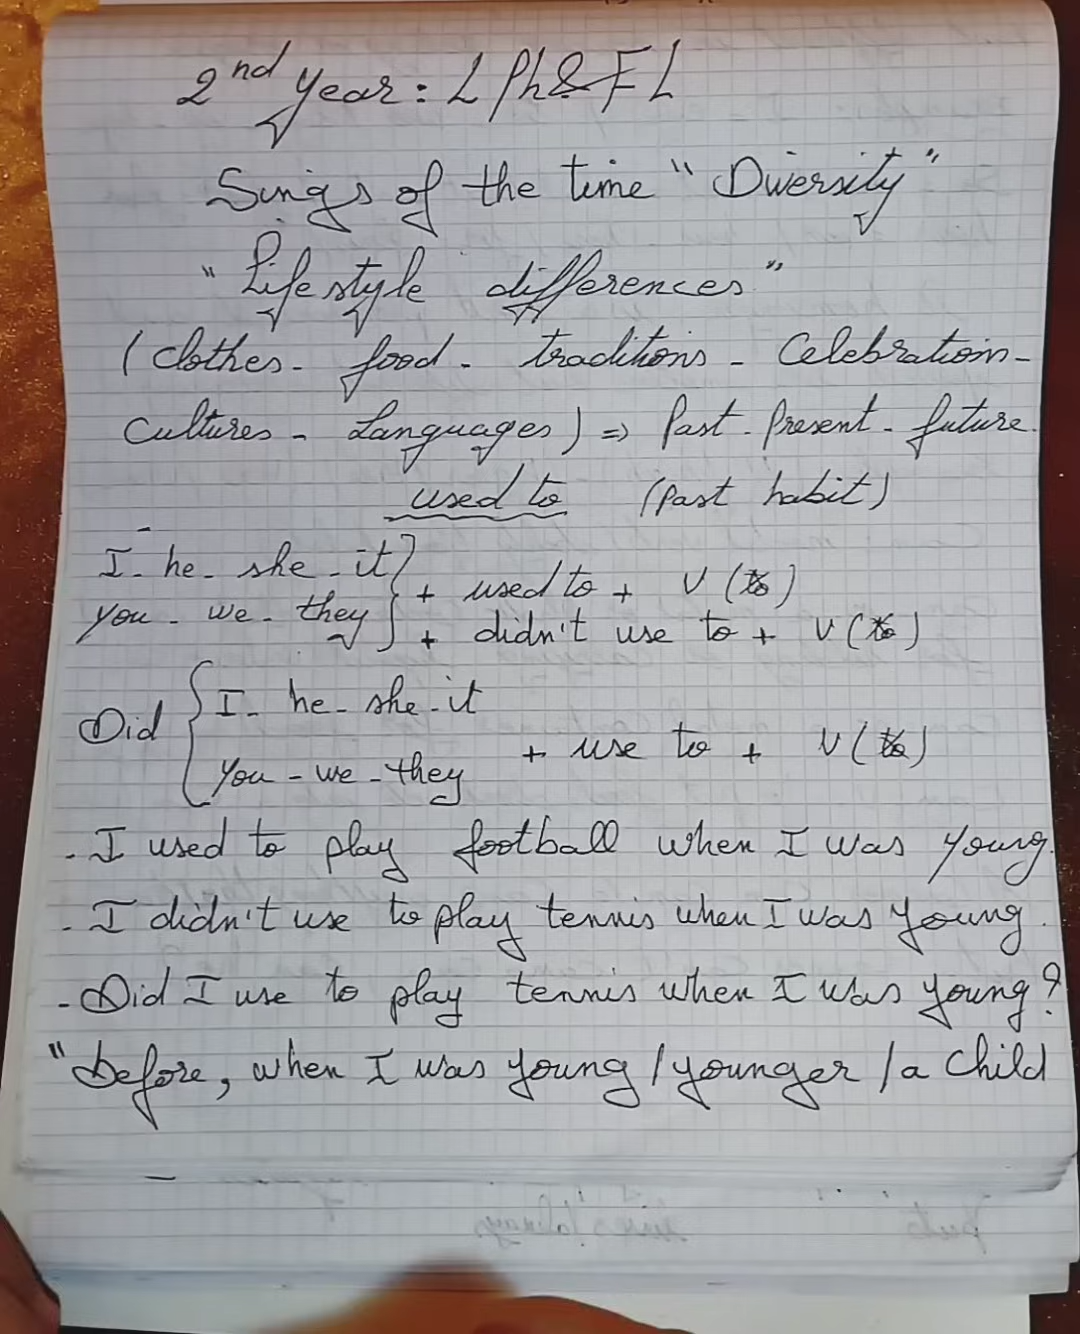 2nd year : L Ph & F L
Sings of the time " Diversity "
" Lifestyle differences "
( clothes - food - traditions - Celebration -
Cultures - Languages ) => Past - Present - future.
used to (past habit)
I - he - she - it } + used to + V (to)
you - we - they } + didn't use to + V (to)
Did { I - he - she - it
you - we - they + use to + V (to)
- I used to play football when I was young.
- I didn't use to play tennis when I was young.
- Did I use to play tennis when I was young?
" before, when I was young / younger / a child